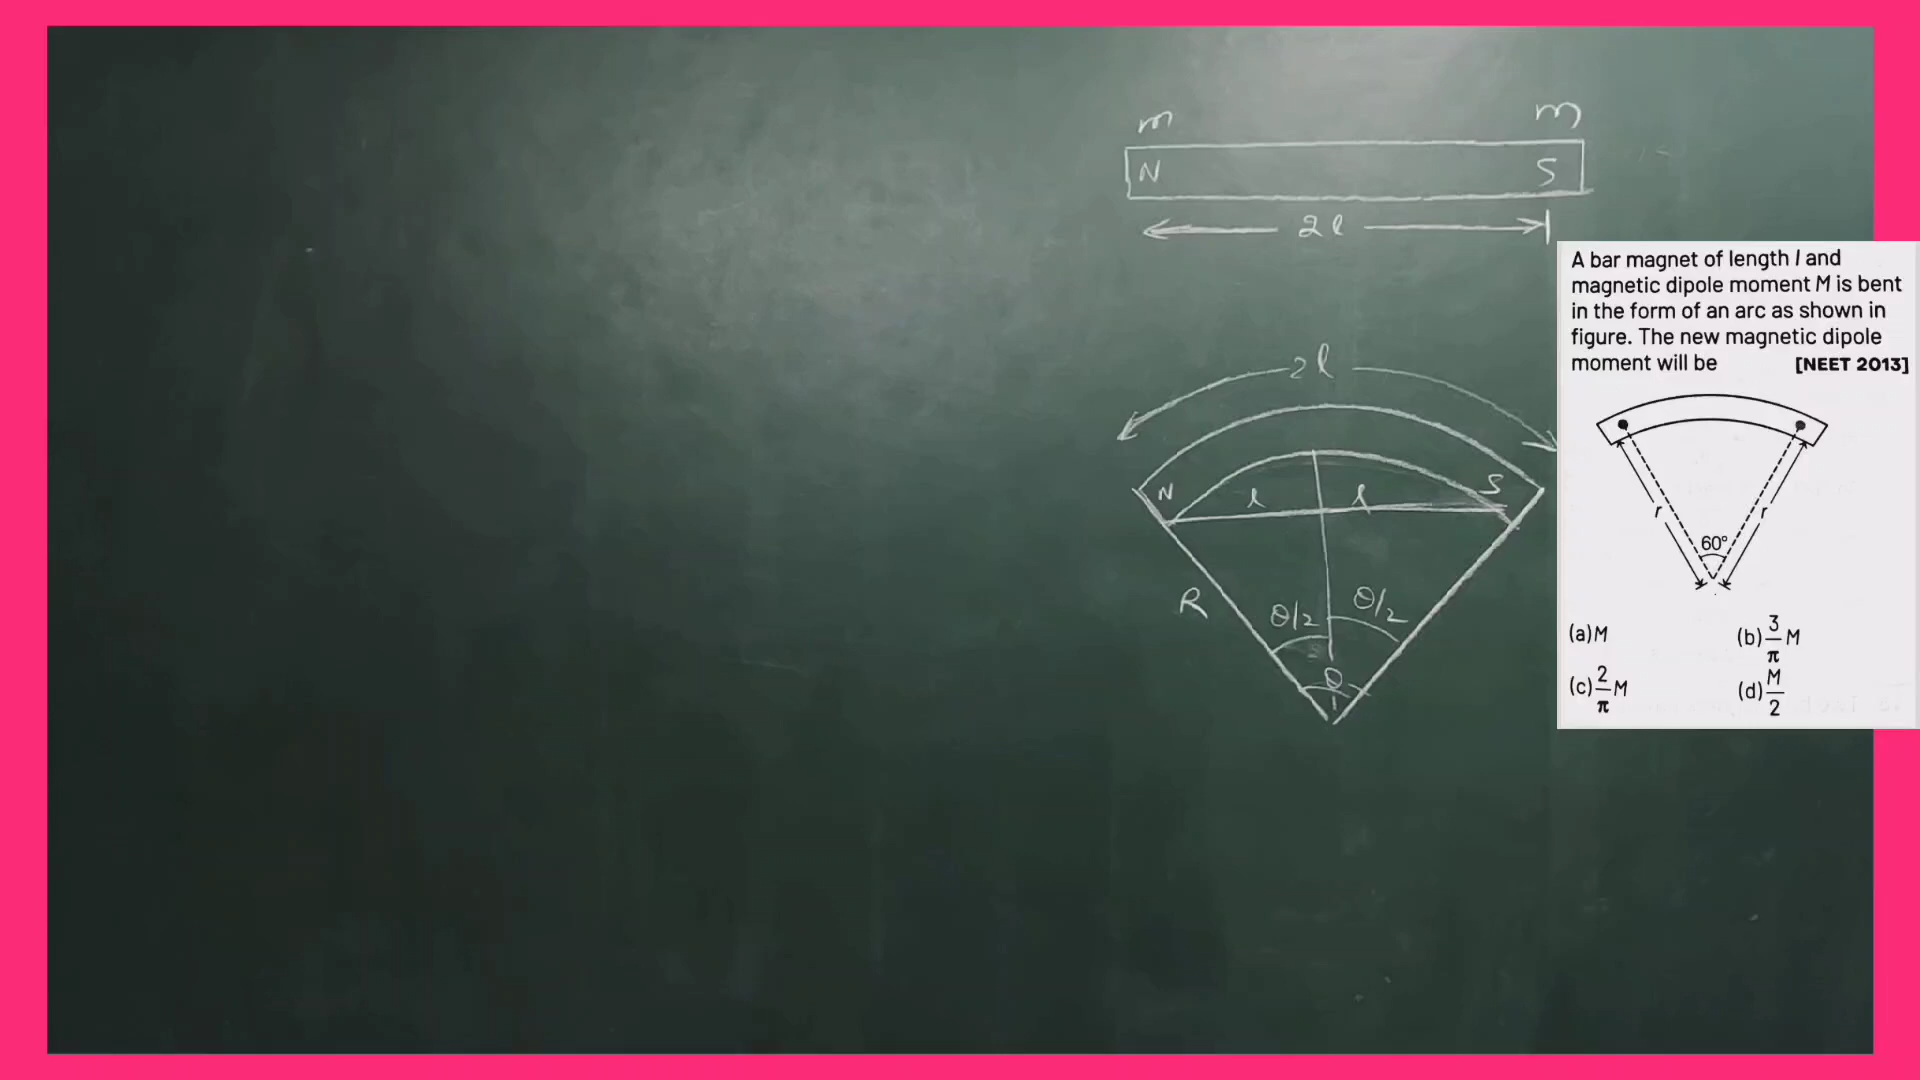 m m
N S
2l
2l
N S
l l
R
θ/2 θ/2
θ
A bar magnet of length l and
magnetic dipole moment M is bent
in the form of an arc as shown in
figure. The new magnetic dipole
moment will be [NEET 2013]
r r
60°
(a) M (b) 3/π M
(c) 2/π M (d) M/2